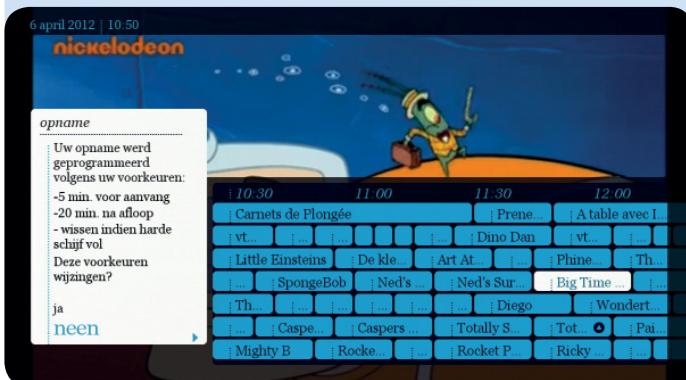 6 april 2012 | 10:50
nickelodeon
opname
Uw opname werd
geprogrammeerd
volgens uw voorkeuren:
-5 min. voor aanvang
-20 min. na afloop
- wissen indien harde
schijf vol
Deze voorkeuren
wijzingen?
ja
neen
10:30 11:00 11:30 12:00
Carnets de Plongée Prene... A table avec I...
vt... ... ... ... Dino Dan vt... ...
Little Einsteins De kle... Art At... ... Phine... Th...
... SpongeBob Ned's ... Ned's Sur... Big Time ... ...
Th... ... ... ... ... ... Diego Wondert...
... Caspe... Caspers ... Totally S... Tot... Pai...
Mighty B Rocke... ... Rocket P... Ricky ... ...